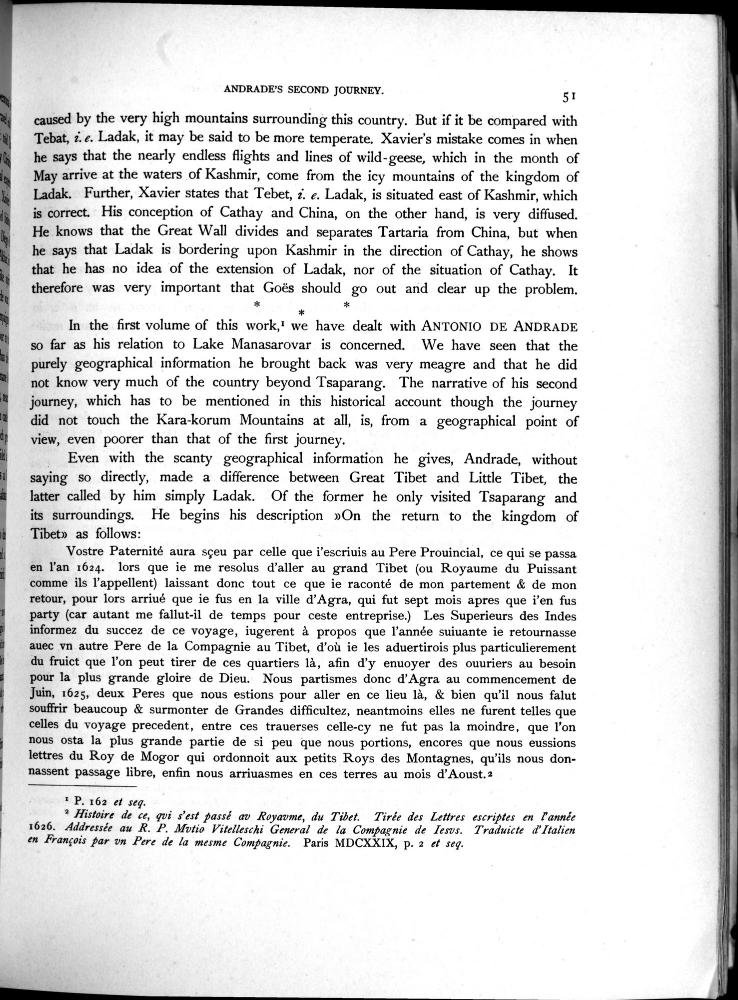 ANDRADE'S SECOND JOURNEY.
51
caused by the very high mountains surrounding this country. But if it be compared with
Tebat, i. e. Ladak, it may be said to be more temperate. Xavier's mistake comes in when
he says that the nearly endless flights and lines of wild-geese, which in the month of
May arrive at the waters of Kashmir, come from the icy mountains of the kingdom of
Ladak. Further, Xavier states that Tebet, i. e. Ladak, is situated east of Kashmir, which
is correct. His conception of Cathay and China, on the other hand, is very diffused.
He knows that the Great Wall divides and separates Tartaria from China, but when
he says that Ladak is bordering upon Kashmir in the direction of Cathay, he shows
that he has no idea of the extension of Ladak, nor of the situation of Cathay. It
therefore was very important that Goës should go out and clear up the problem.
* * *
In the first volume of this work,¹ we have dealt with ANTONIO DE ANDRADE
so far as his relation to Lake Manasarovar is concerned. We have seen that the
purely geographical information he brought back was very meagre and that he did
not know very much of the country beyond Tsaparang. The narrative of his second
journey, which has to be mentioned in this historical account though the journey
did not touch the Kara-korum Mountains at all, is, from a geographical point of
view, even poorer than that of the first journey.
Even with the scanty geographical information he gives, Andrade, without
saying so directly, made a difference between Great Tibet and Little Tibet, the
latter called by him simply Ladak. Of the former he only visited Tsaparang and
its surroundings. He begins his description »On the return to the kingdom of
Tibet» as follows:
Vostre Paternité aura sçeu par celle que i'escriuis au Pere Prouincial, ce qui se passa
en l'an 1624. lors que ie me resolus d'aller au grand Tibet (ou Royaume du Puissant
comme ils l'appellent) laissant donc tout ce que ie raconté de mon partement & de mon
retour, pour lors arriué que ie fus en la ville d'Agra, qui fut sept mois apres que i'en fus
party (car autant me fallut-il de temps pour ceste entreprise.) Les Superieurs des Indes
informez du succez de ce voyage, iugerent à propos que l'année suiuante ie retournasse
auec vn autre Pere de la Compagnie au Tibet, d'où ie les aduertirois plus particulierement
du fruict que l'on peut tirer de ces quartiers là, afin d'y enuoyer des ouuriers au besoin
pour la plus grande gloire de Dieu. Nous partismes donc d'Agra au commencement de
Juin, 1625, deux Peres que nous estions pour aller en ce lieu là, & bien qu'il nous falut
souffrir beaucoup & surmonter de Grandes difficultez, neantmoins elles ne furent telles que
celles du voyage precedent, entre ces trauerses celle-cy ne fut pas la moindre, que l'on
nous osta la plus grande partie de si peu que nous portions, encores que nous eussions
lettres du Roy de Mogor qui ordonnoit aux petits Roys des Montagnes, qu'ils nous don-
nassent passage libre, enfin nous arriuasmes en ces terres au mois d'Aoust.²
¹ P. 162 et seq.
² Histoire de ce, qvi s'est passé av Royavme, du Tibet. Tirée des Lettres escriptes en l'année
1626. Addressée au R. P. Mvtio Vitelleschi General de la Compagnie de Iesvs. Traduicte d'Italien
en François par vn Pere de la mesme Compagnie. Paris MDCXXIX, p. 2 et seq.